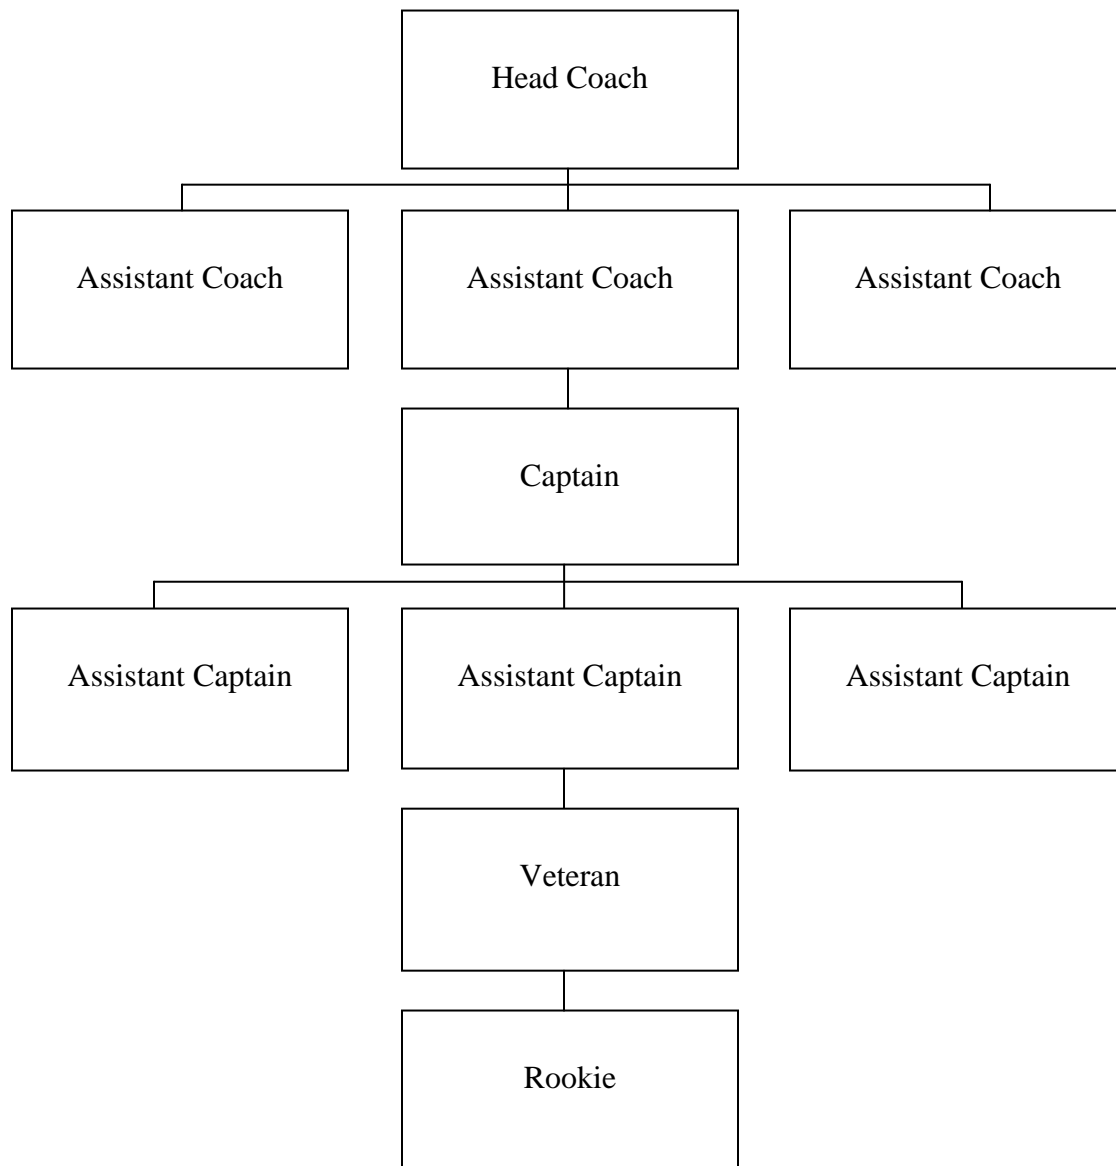 Head Coach
Assistant Coach
Assistant Coach
Assistant Coach
Captain
Assistant Captain
Assistant Captain
Assistant Captain
Veteran
Rookie